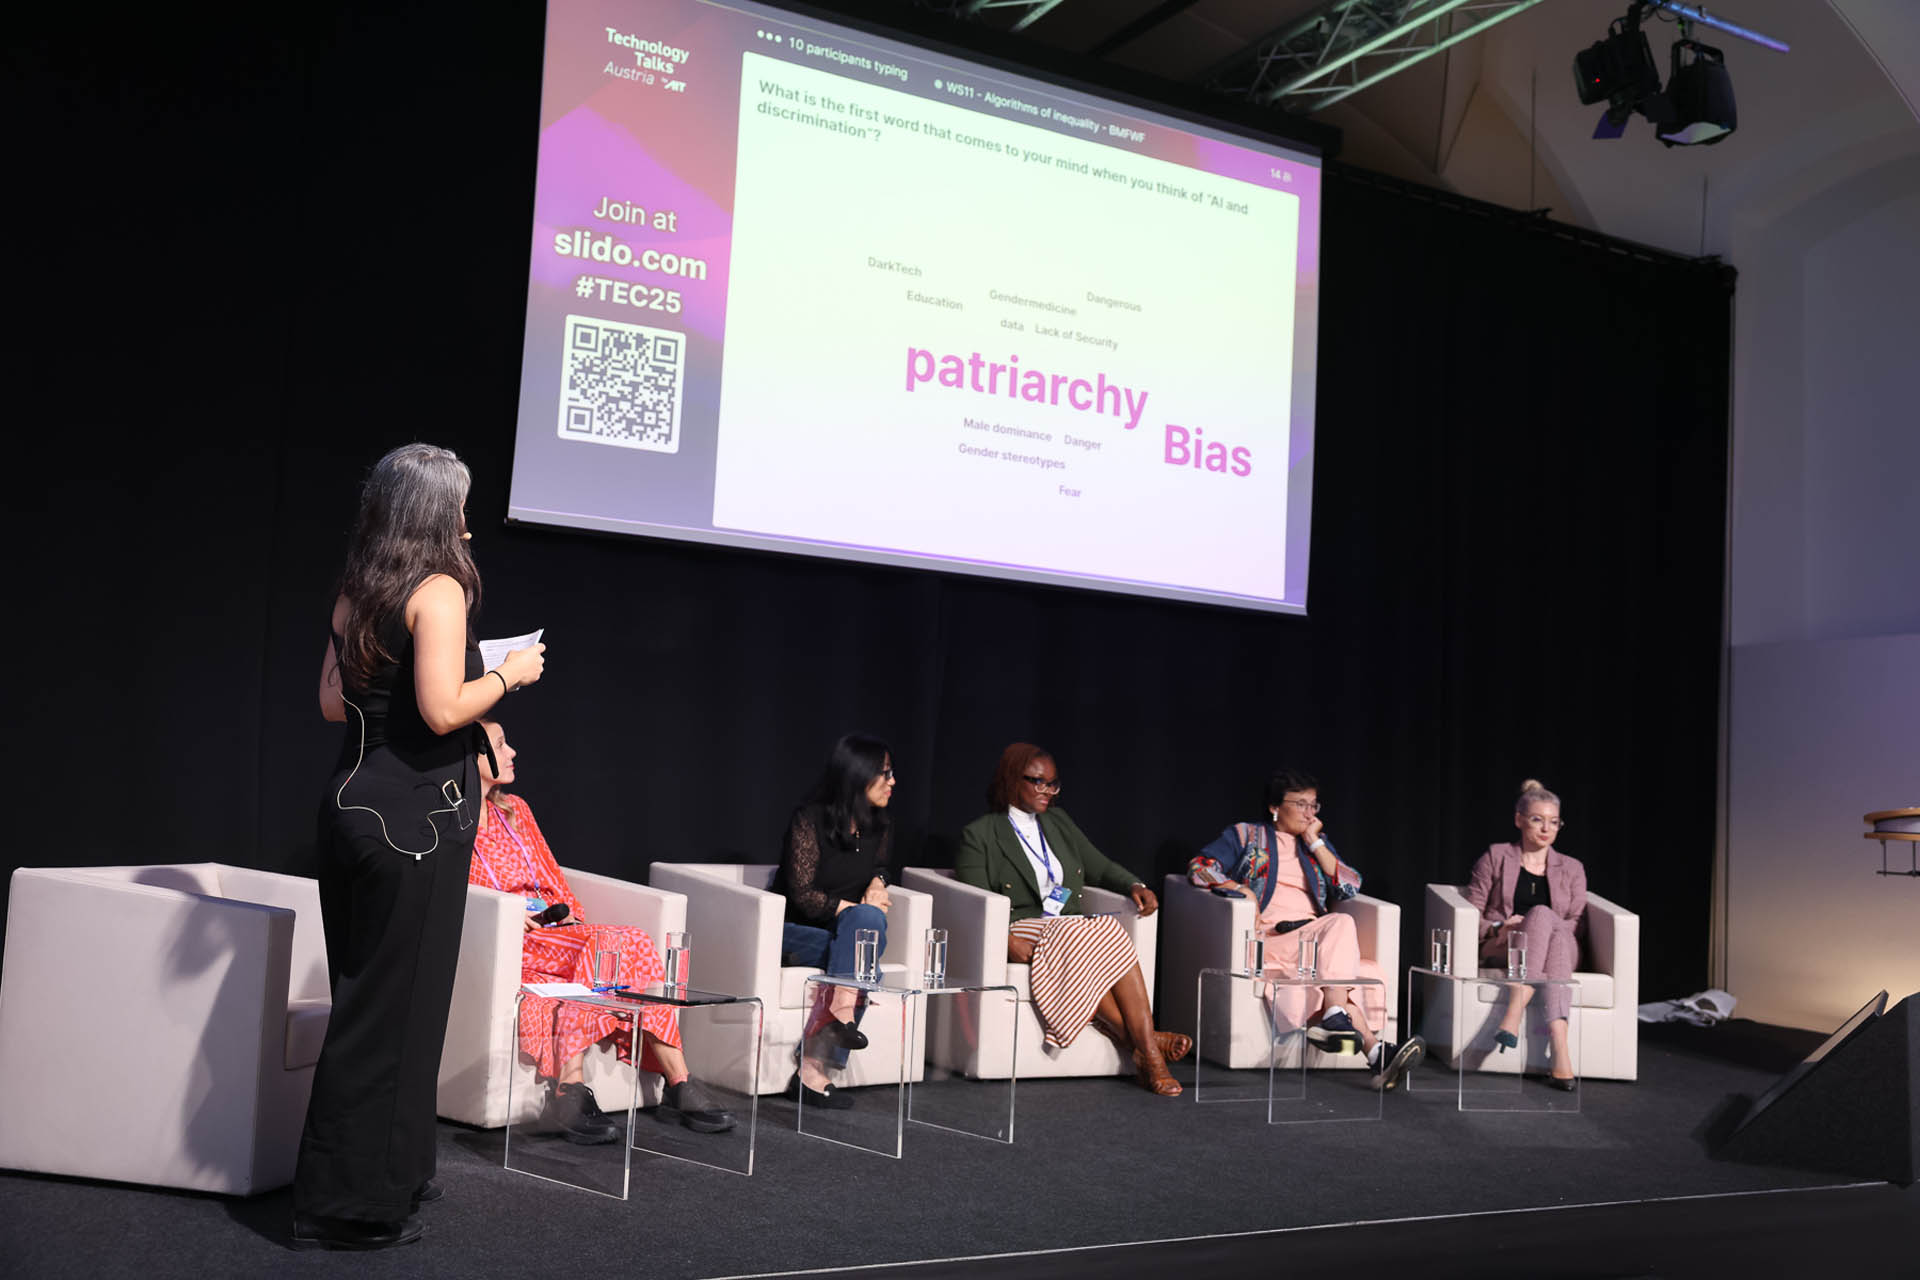 Technology
Talks
Austria by AIT
Join at
slido.com
#TEC25
10 participants typing
WS11 - Algorithms of inequality - BMFWF
14
What is the first word that comes to your mind when you think of "AI and
discrimination"?
DarkTech
Education
Gendermedicine
Dangerous
data
Lack of Security
patriarchy
Bias
Male dominance
Danger
Gender stereotypes
Fear